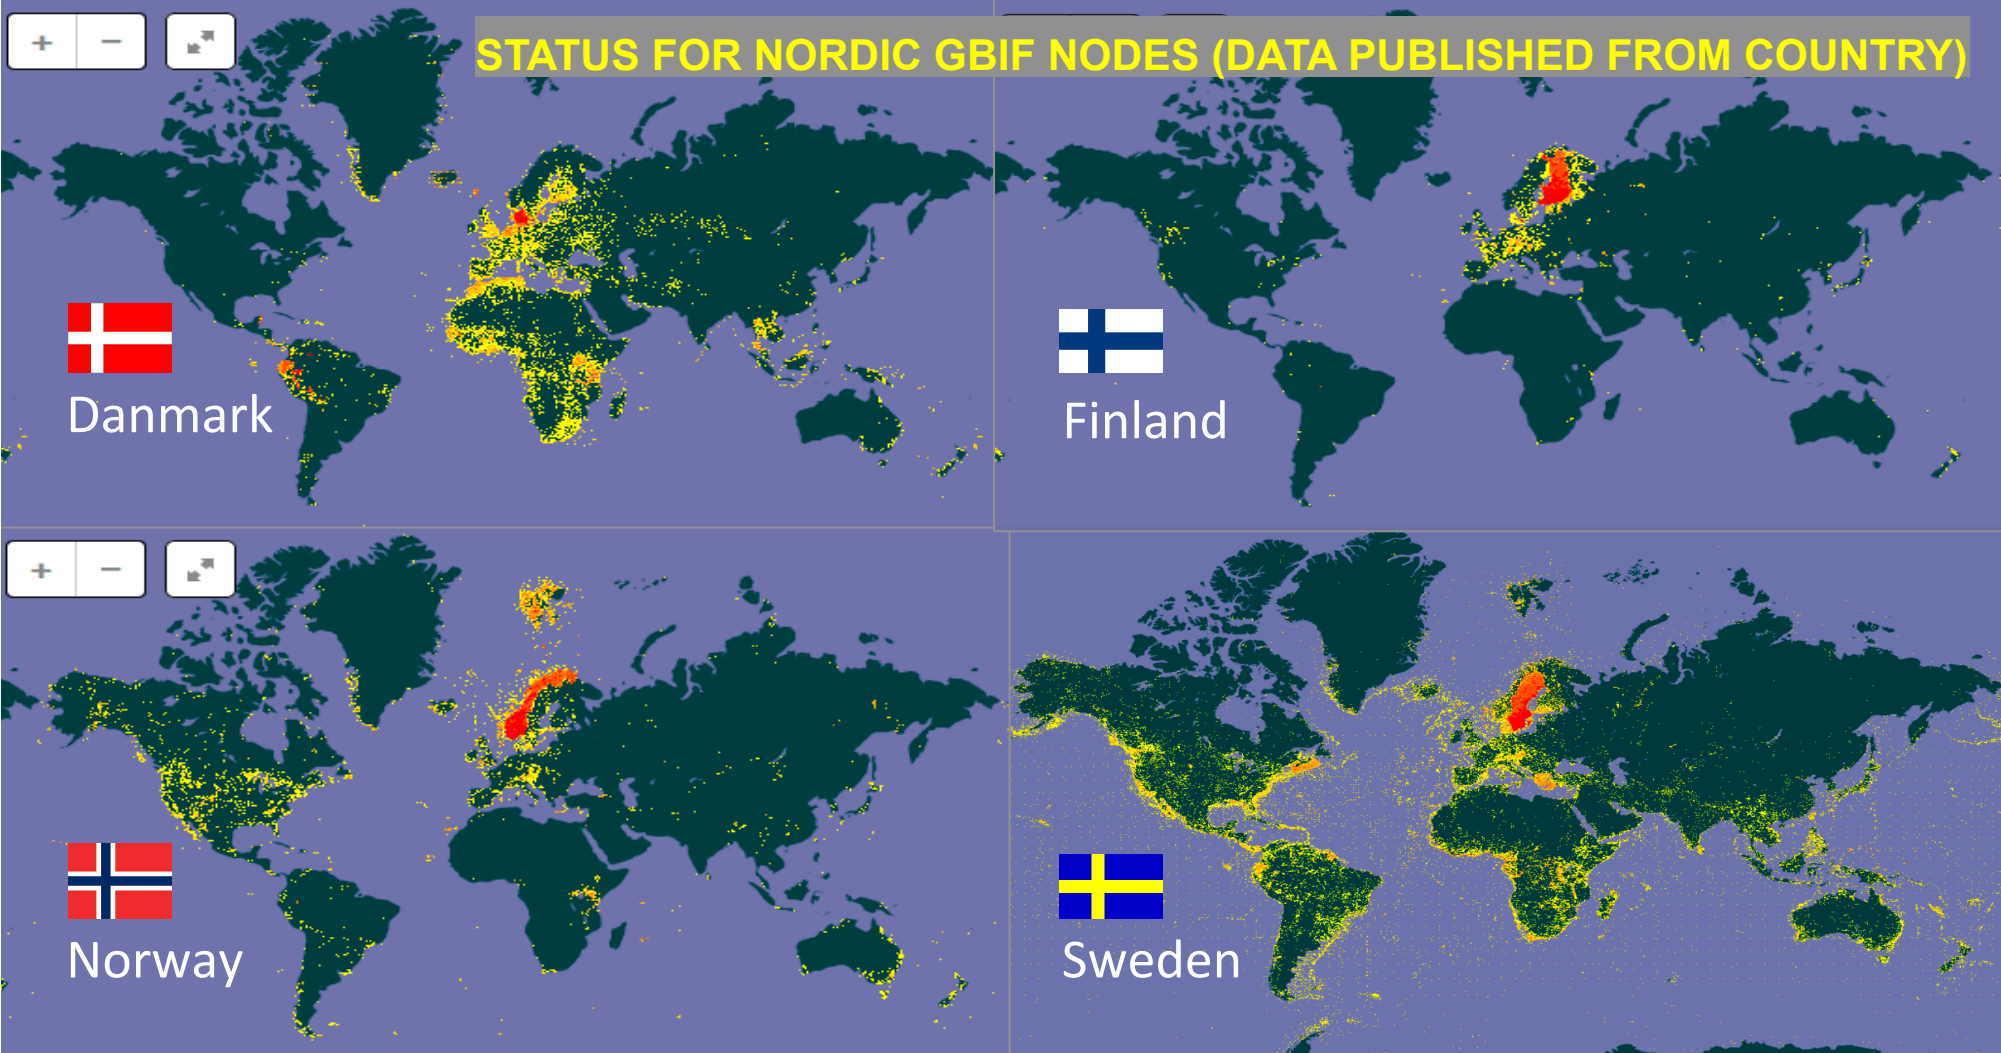 STATUS FOR NORDIC GBIF NODES (DATA PUBLISHED FROM COUNTRY)
Danmark
Finland
Norway
Sweden